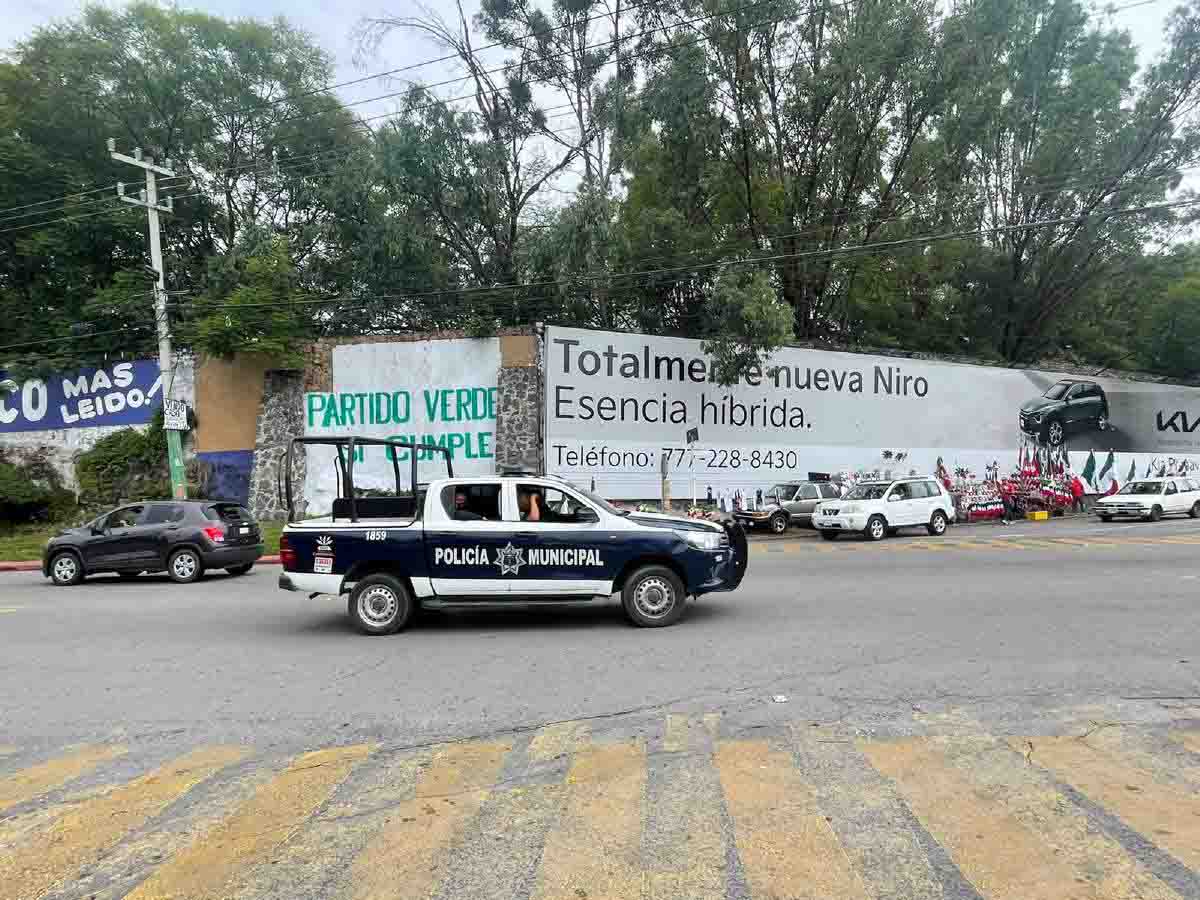 CO MAS
LEIDO!
PARTIDO VERDE
SI CUMPLE
Totalmente nueva Niro
Esencia híbrida.
Teléfono: 777-228-8430
KIA
1859
POLICÍA MUNICIPAL